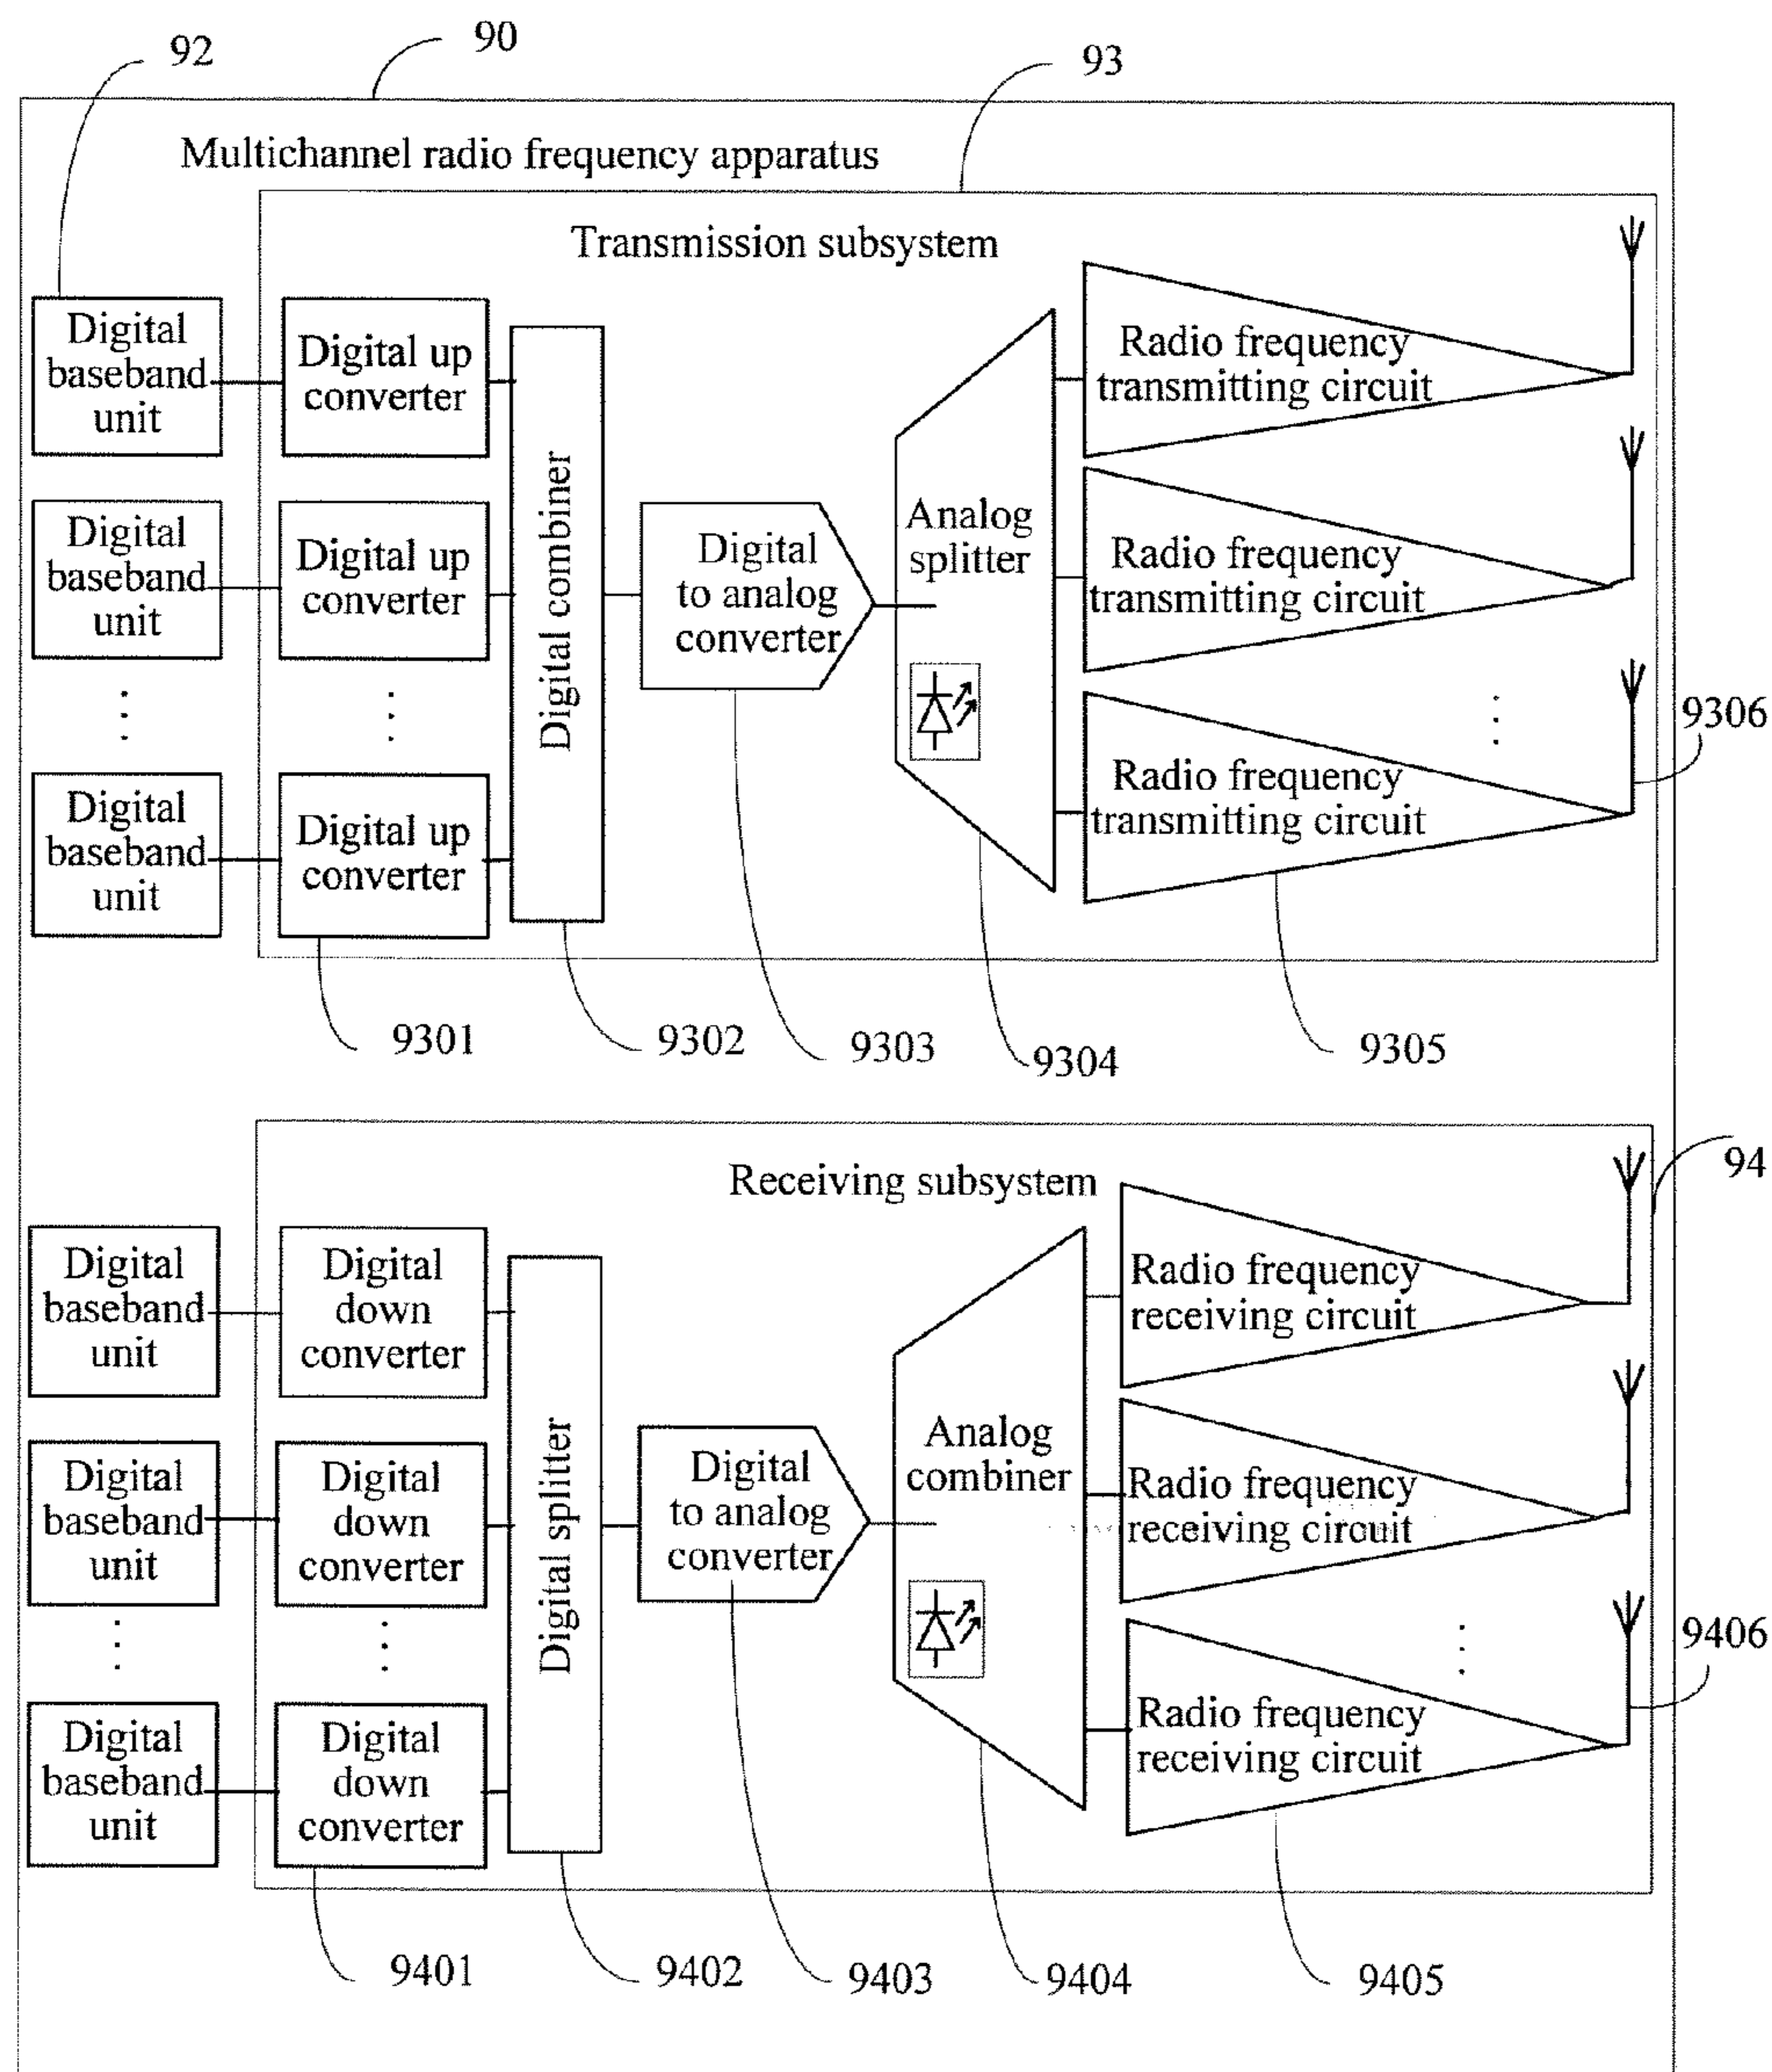 92
90
93
Multichannel radio frequency apparatus
Transmission subsystem
Digital
baseband
unit
Digital up
converter
Digital
baseband
unit
Digital up
converter
Digital
baseband
unit
Digital up
converter
Digital combiner
Digital
to analog
converter
Analog
splitter
Radio frequency
transmitting circuit
Radio frequency
transmitting circuit
Radio frequency
transmitting circuit
9306
9301
9302
9303
9304
9305
Receiving subsystem
94
Digital
baseband
unit
Digital
down
converter
Digital
baseband
unit
Digital
down
converter
Digital
baseband
unit
Digital
down
converter
Digital splitter
Digital
to analog
converter
Analog
combiner
Radio frequency
receiving circuit
Radio frequency
receiving circuit
Radio frequency
receiving circuit
9406
9401
9402
9403
9404
9405